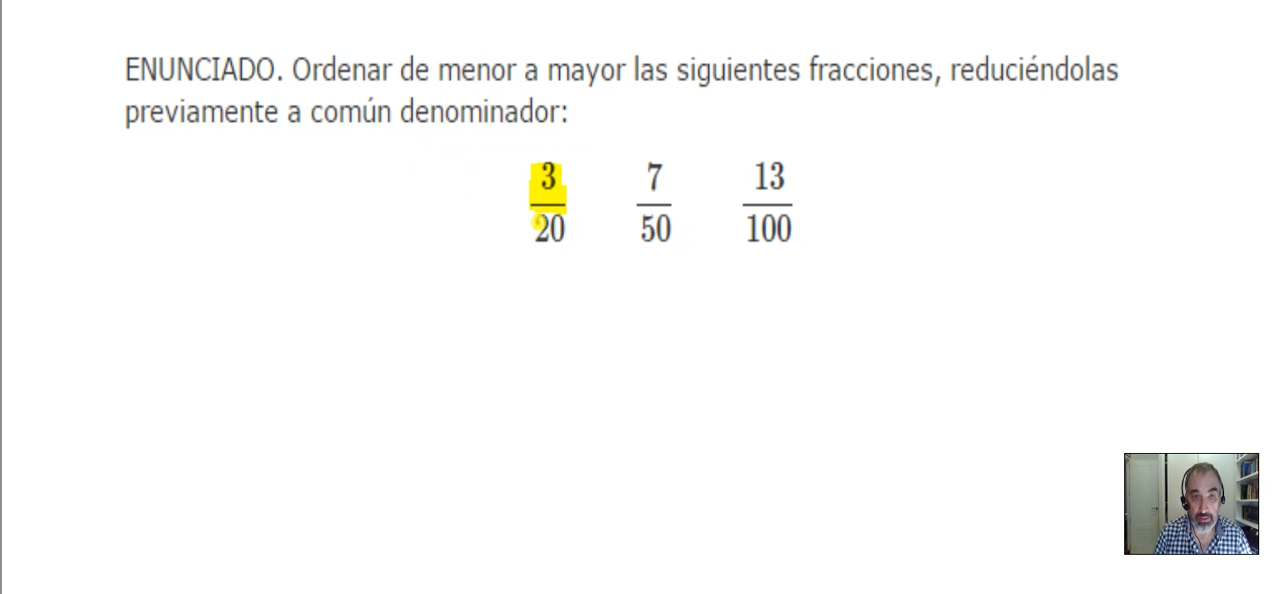 ENUNCIADO. Ordenar de menor a mayor las siguientes fracciones, reduciéndolas
previamente a común denominador:
3 7 13
20 50 100